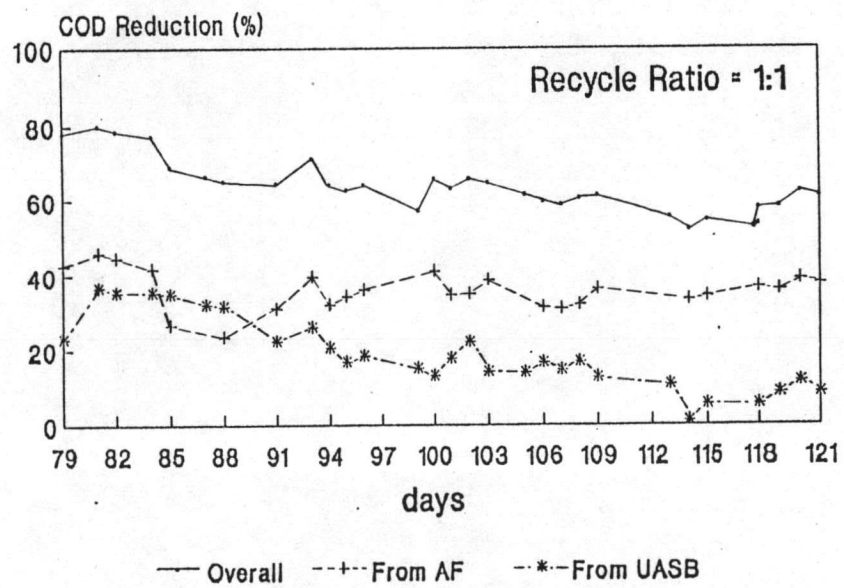 COD Reduction (%)
100
Recycle Ratio = 1:1
80
60
40
20
0
79 82 85 88 91 94 97 100 103 106 109 112 115 118 121
days
Overall From AF From UASB